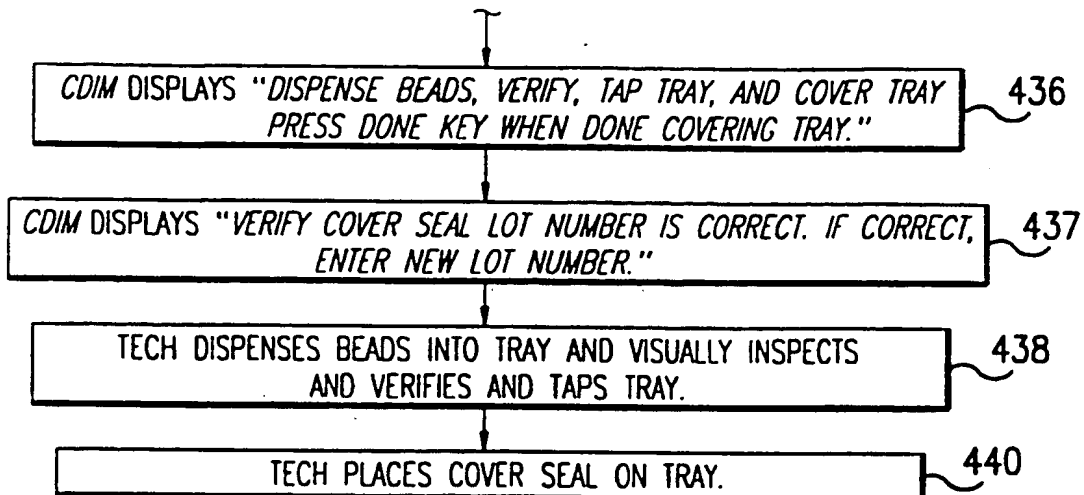 CDIM DISPLAYS "DISPENSE BEADS, VERIFY, TAP TRAY, AND COVER TRAY
PRESS DONE KEY WHEN DONE COVERING TRAY."
436
CDIM DISPLAYS "VERIFY COVER SEAL LOT NUMBER IS CORRECT. IF CORRECT,
ENTER NEW LOT NUMBER."
437
TECH DISPENSES BEADS INTO TRAY AND VISUALLY INSPECTS
AND VERIFIES AND TAPS TRAY.
438
TECH PLACES COVER SEAL ON TRAY.
440